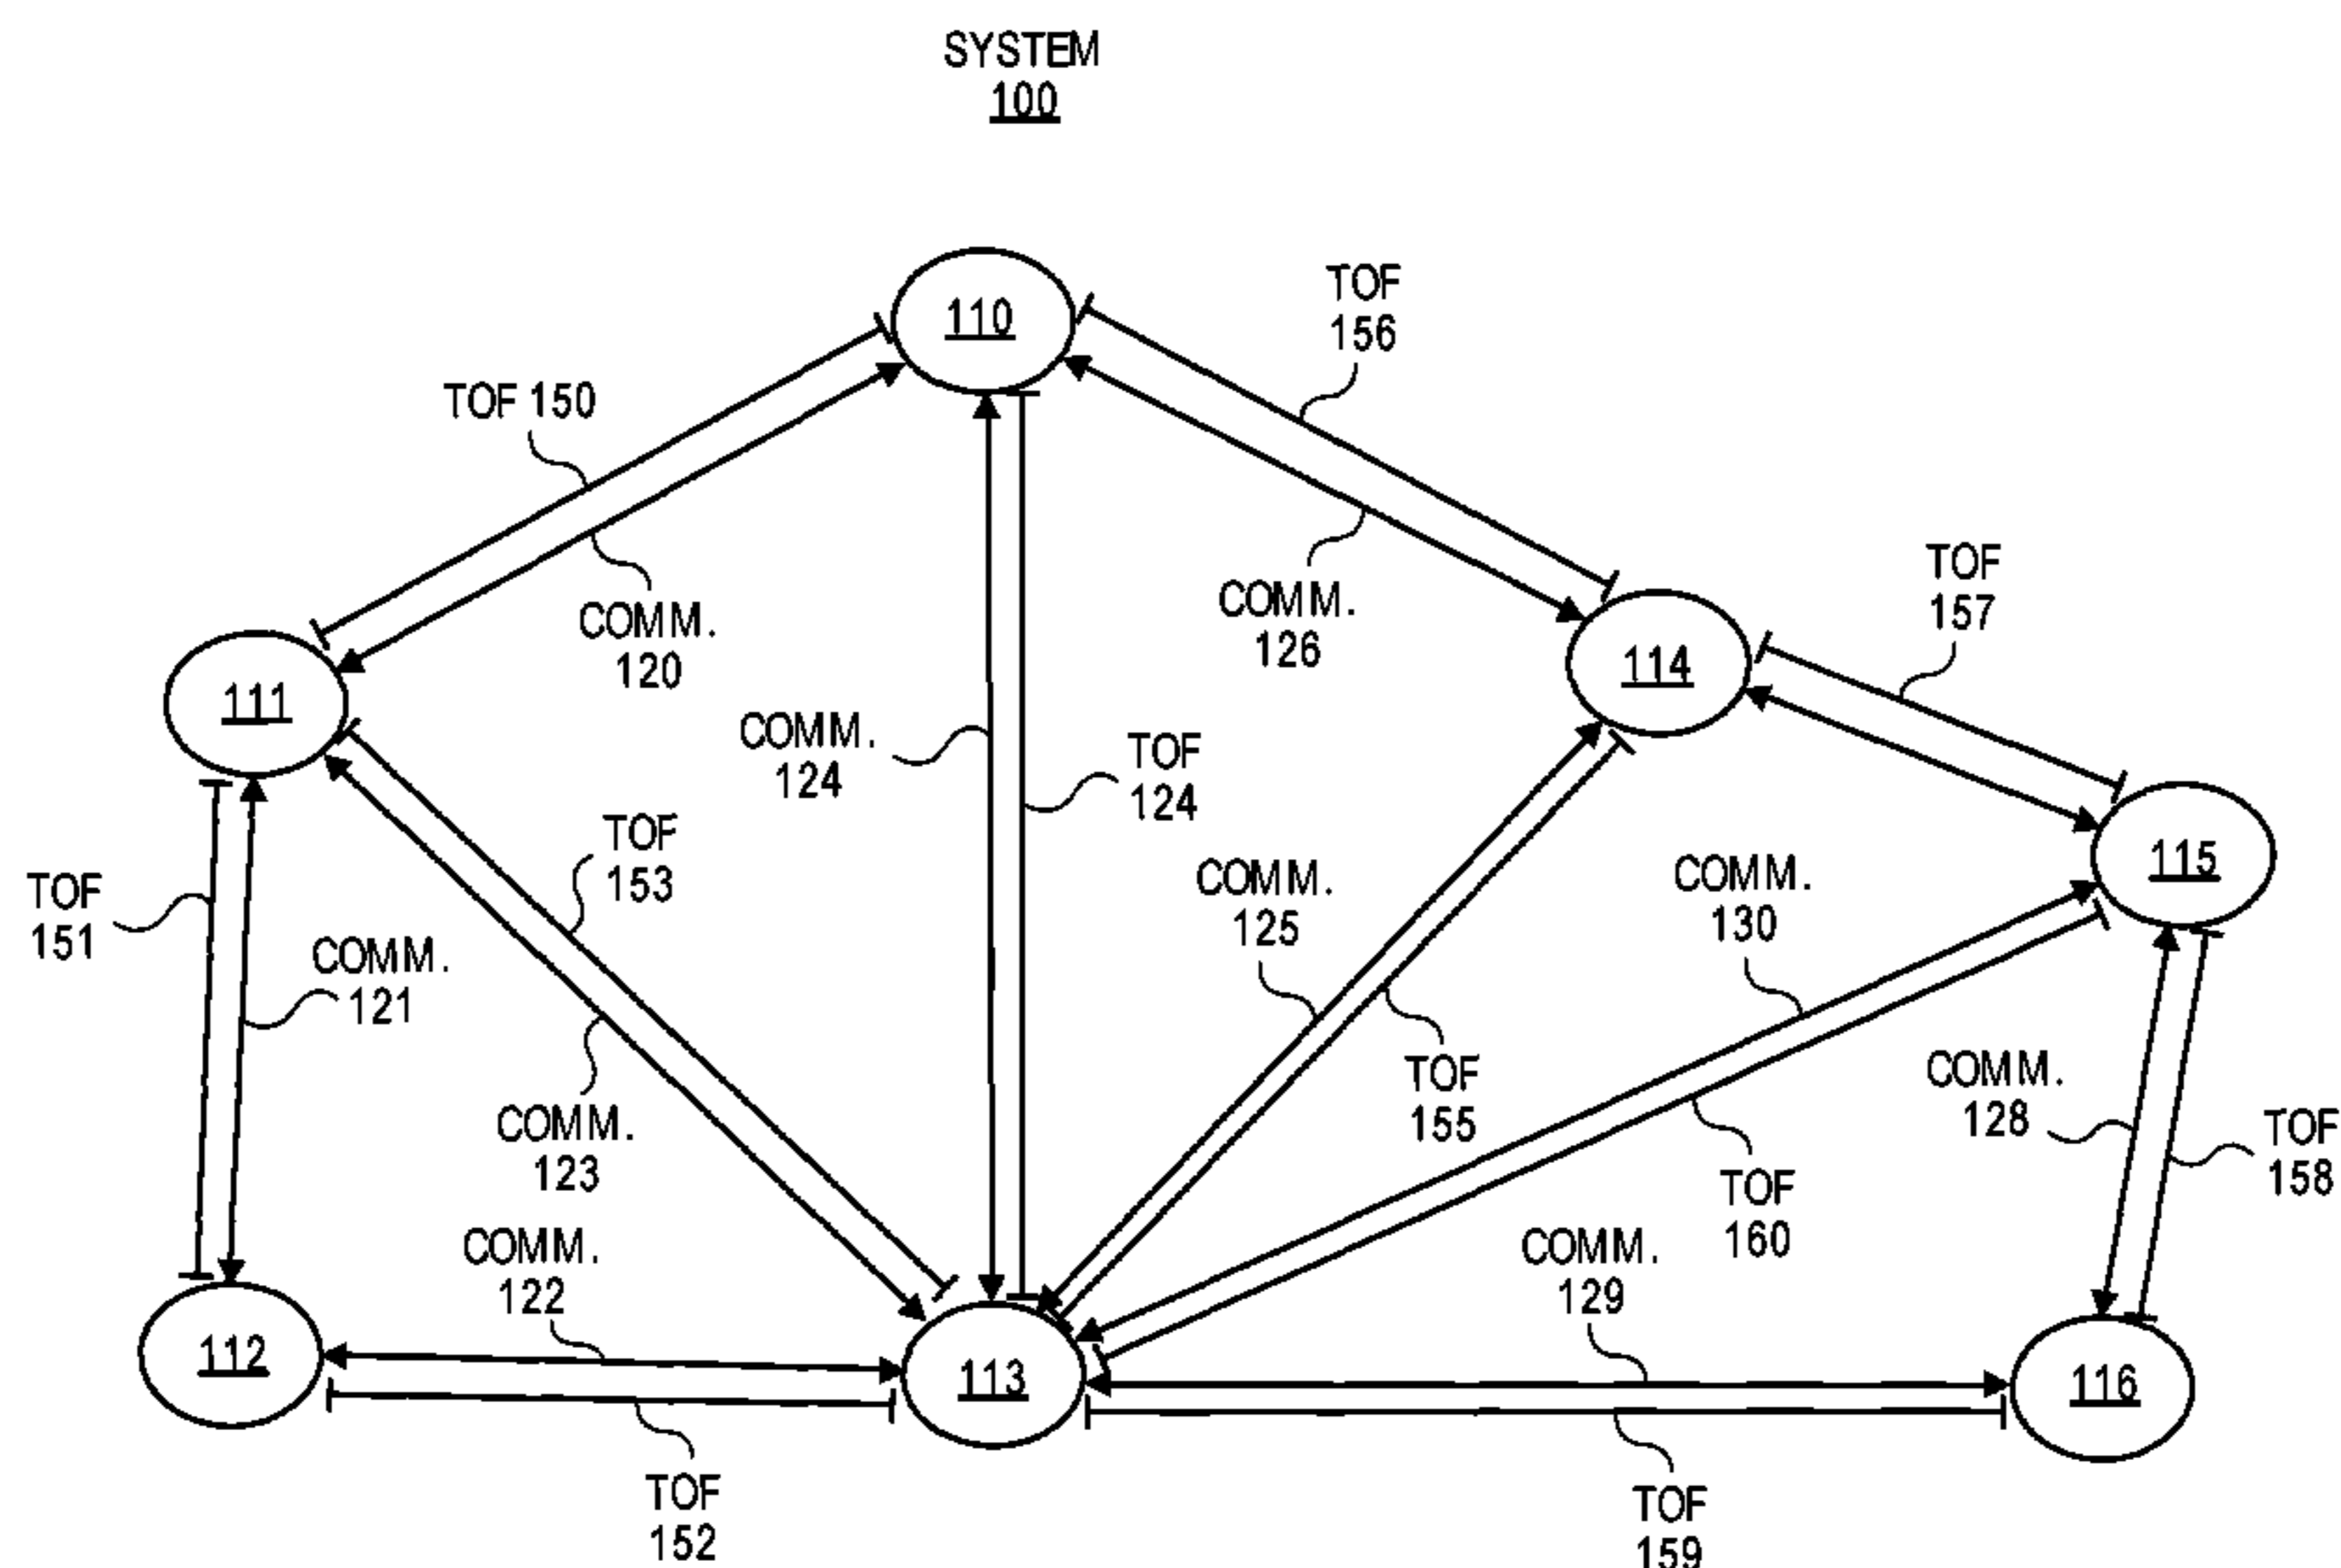 SYSTEM
100
110
TOF
156
TOF 150
COMM.
120
COMM.
126
TOF
157
111
114
COMM.
124
TOF
124
TOF
153
115
COMM.
125
COMM.
130
TOF
151
COMM.
121
TOF
155
COMM.
128
TOF
158
COMM.
123
TOF
160
COMM.
122
COMM.
129
112
113
116
TOF
152
TOF
159